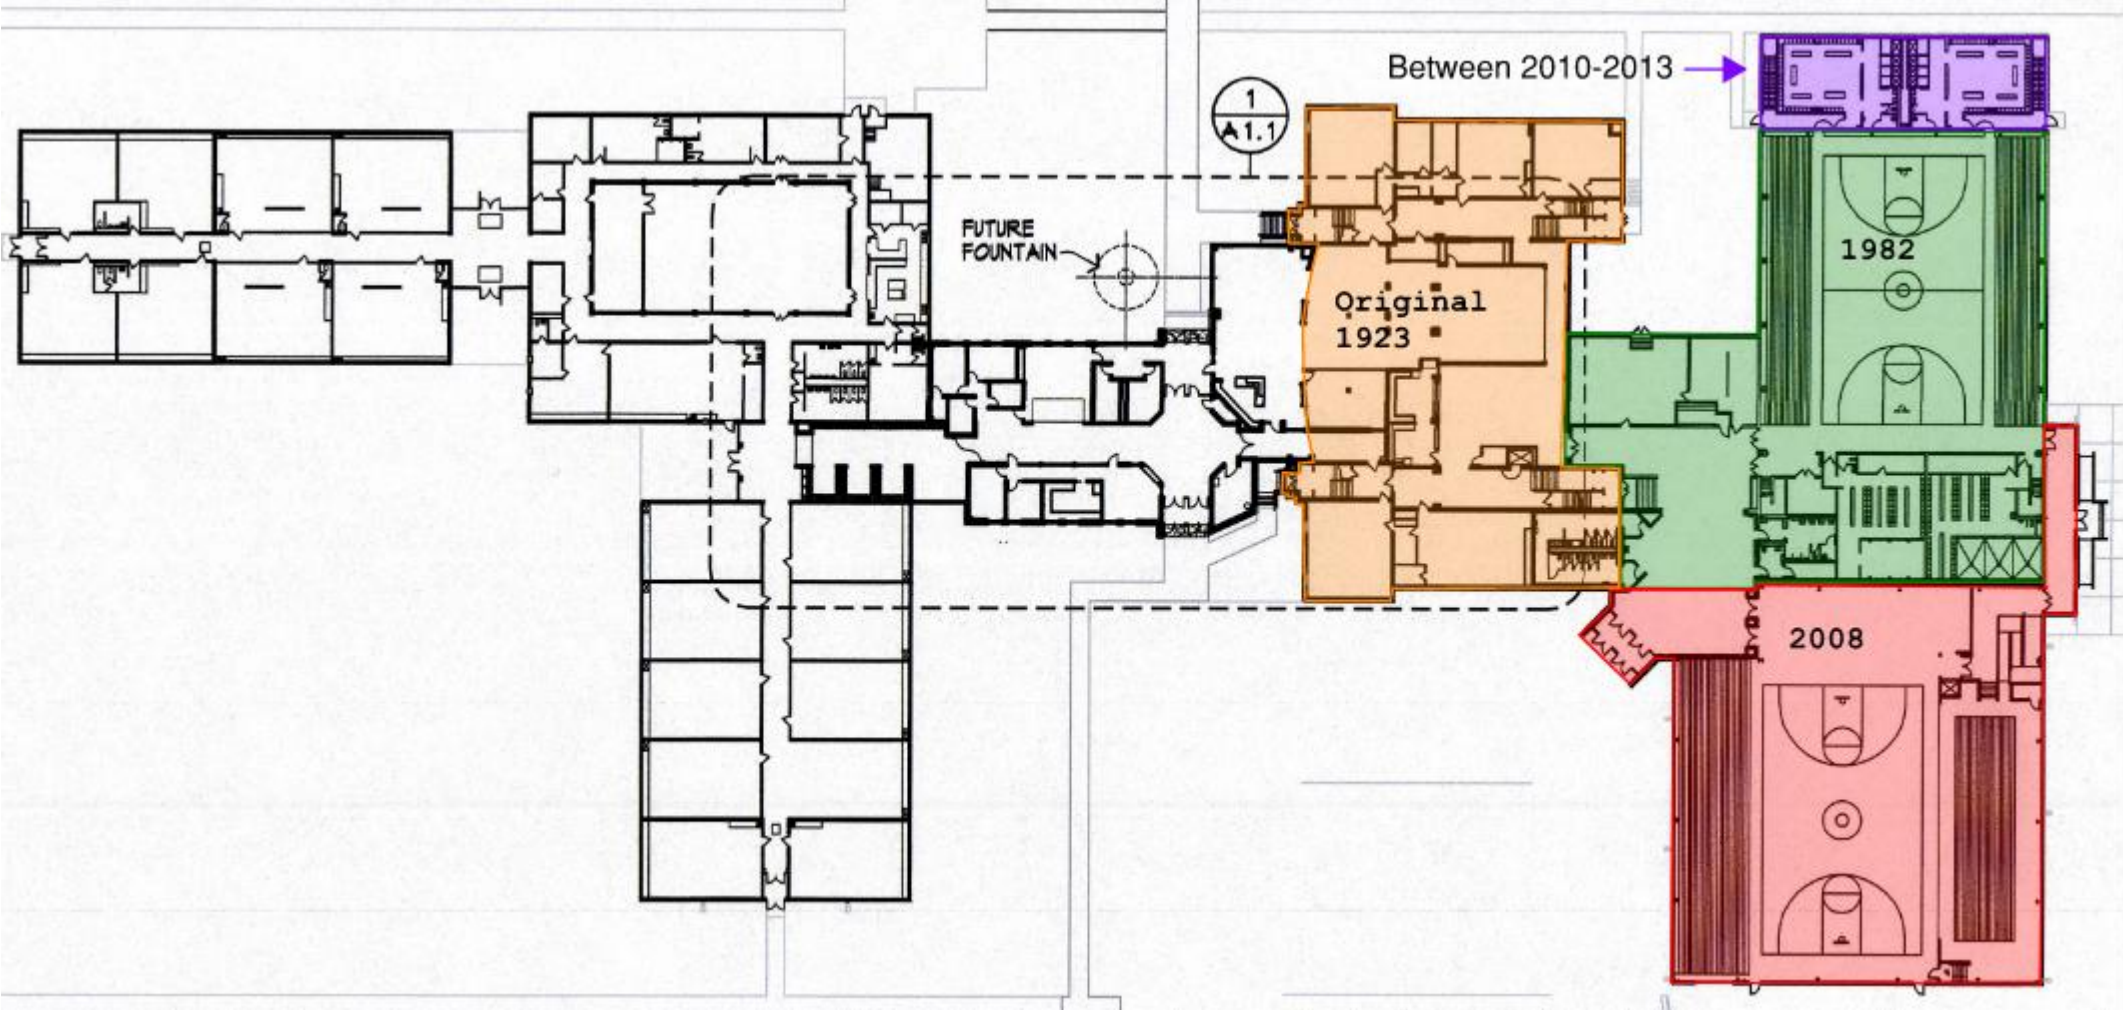 Between 2010-2013
1
A1.1
FUTURE
FOUNTAIN
1982
Original
1923
2008